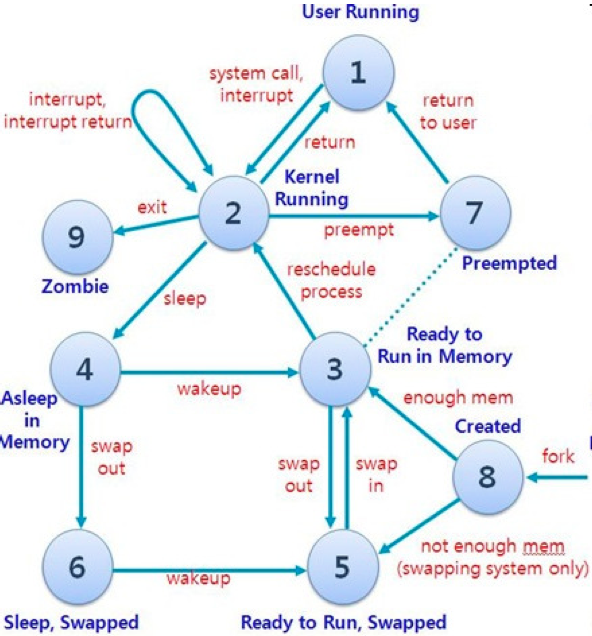 User Running
1
system call,
interrupt
interrupt,
interrupt return
return
to user
return
Kernel
Running
2
7
exit
9
preempt
Preempted
Zombie
reschedule
process
sleep
Ready to
Run in Memory
4
3
wakeup
enough mem
Asleep
in
Memory
Created
swap
out
swap
out
swap
in
8
fork
not enough mem
(swapping system only)
6
5
wakeup
Sleep, Swapped
Ready to Run, Swapped